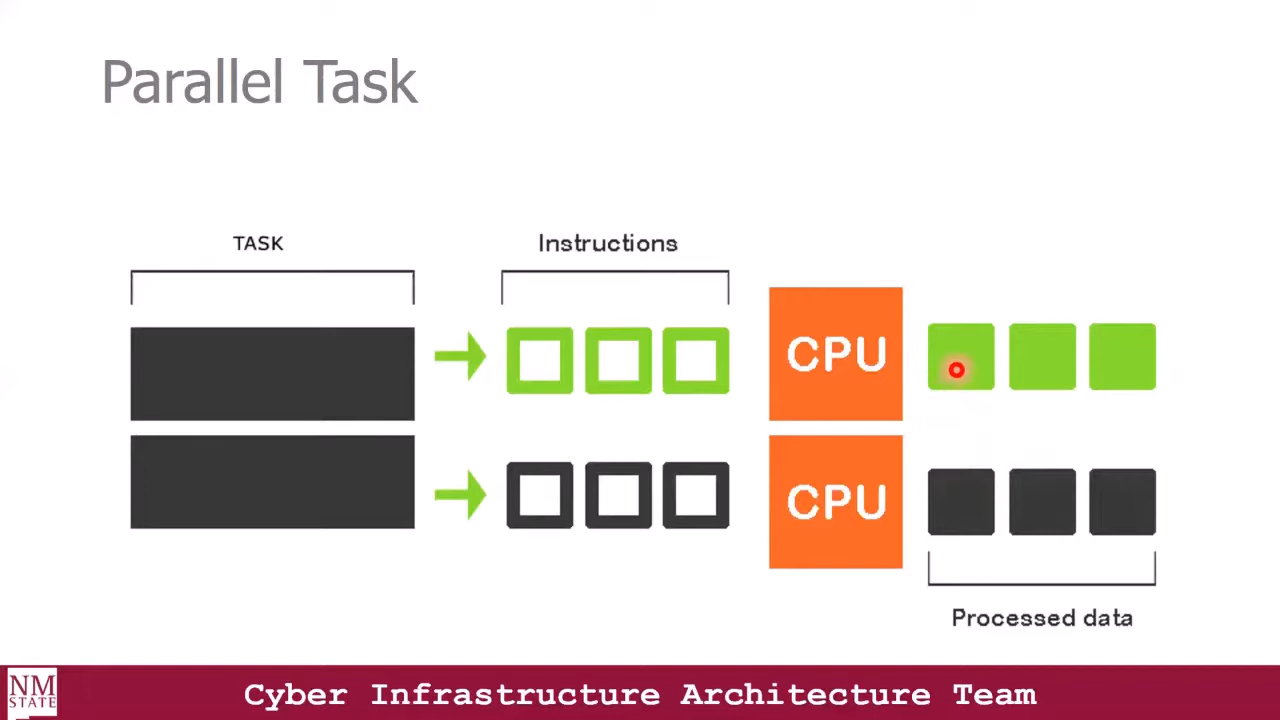 Parallel Task
TASK
Instructions
CPU
CPU
Processed data
NM
STATE
Cyber Infrastructure Architecture Team